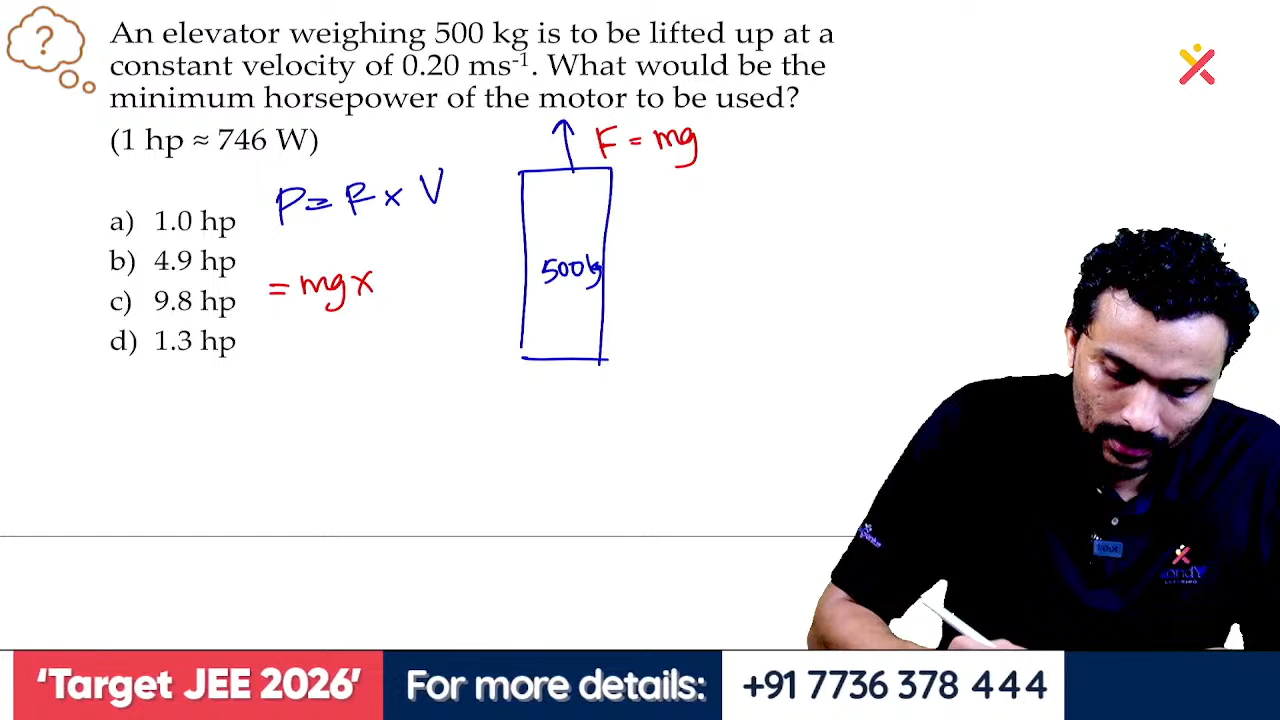 ?
An elevator weighing 500 kg is to be lifted up at a
constant velocity of 0.20 ms⁻¹. What would be the
minimum horsepower of the motor to be used?
(1 hp ≈ 746 W)
F = mg
P = F × V
a) 1.0 hp
b) 4.9 hp
c) 9.8 hp
d) 1.3 hp
= mg x
500 kg
'Target JEE 2026'
For more details:
+91 7736 378 444